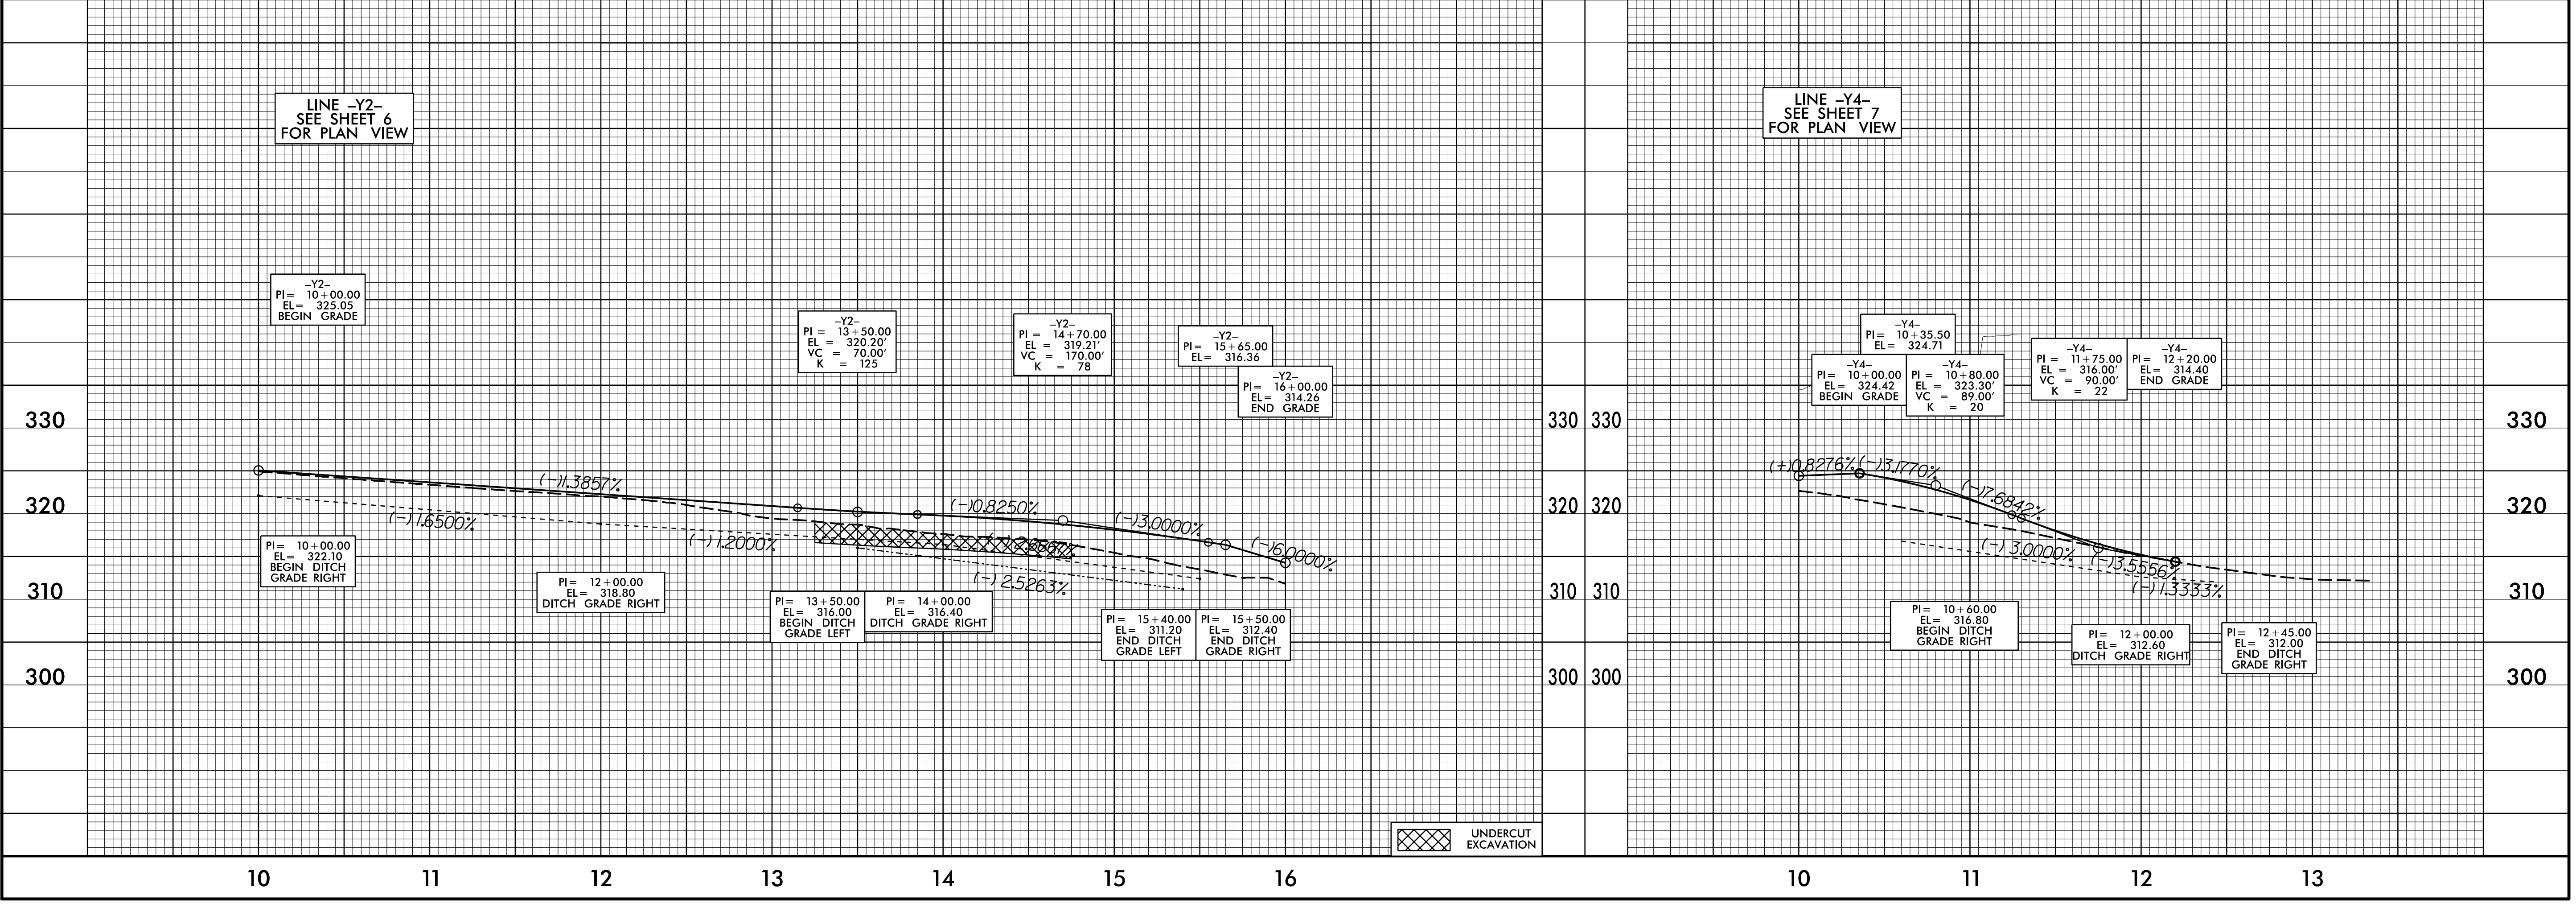 LINE –Y2–
SEE SHEET 6
FOR PLAN VIEW
–Y2–
PI= 10+00.00
EL= 325.05
BEGIN GRADE
–Y2–
PI = 13+50.00
EL = 320.20'
VC = 70.00'
K = 125
–Y2–
PI = 14+70.00
EL = 319.21'
VC = 170.00'
K = 78
–Y2–
PI= 15+65.00
EL= 316.36
–Y2–
PI= 16+00.00
EL= 314.26
END GRADE
330
320
310
300
(-)1.3857%
(-)0.8250%
(-)3.0000%
(-)6.0000%
(-)1.6500%
(-)1.2000%
(-)2.5263%
PI= 10+00.00
EL= 322.10
BEGIN DITCH
GRADE RIGHT
PI= 12+00.00
EL= 318.80
DITCH GRADE RIGHT
PI= 13+50.00
EL= 316.00
BEGIN DITCH
GRADE LEFT
PI= 14+00.00
EL= 316.40
DITCH GRADE RIGHT
PI= 15+40.00
EL= 311.20
END DITCH
GRADE LEFT
PI= 15+50.00
EL= 312.40
END DITCH
GRADE RIGHT
UNDERCUT
EXCAVATION
10 11 12 13 14 15 16
330 330
320 320
310 310
300 300
LINE –Y4–
SEE SHEET 7
FOR PLAN VIEW
–Y4–
PI= 10+35.50
EL= 324.71
–Y4–
PI= 10+00.00
EL= 324.42
BEGIN GRADE
–Y4–
PI = 10+80.00
EL = 323.30'
VC = 89.00'
K = 20
–Y4–
PI = 11+75.00
EL = 316.00'
VC = 90.00'
K = 22
–Y4–
PI= 12+20.00
EL= 314.40
END GRADE
(+)0.8276%
(-)3.1770%
(-)7.6842%
(-)3.0000%
(-)3.5556%
(-)1.3333%
PI= 10+60.00
EL= 316.80
BEGIN DITCH
GRADE RIGHT
PI= 12+00.00
EL= 312.60
DITCH GRADE RIGHT
PI= 12+45.00
EL= 312.00
END DITCH
GRADE RIGHT
330
320
310
300
10 11 12 13